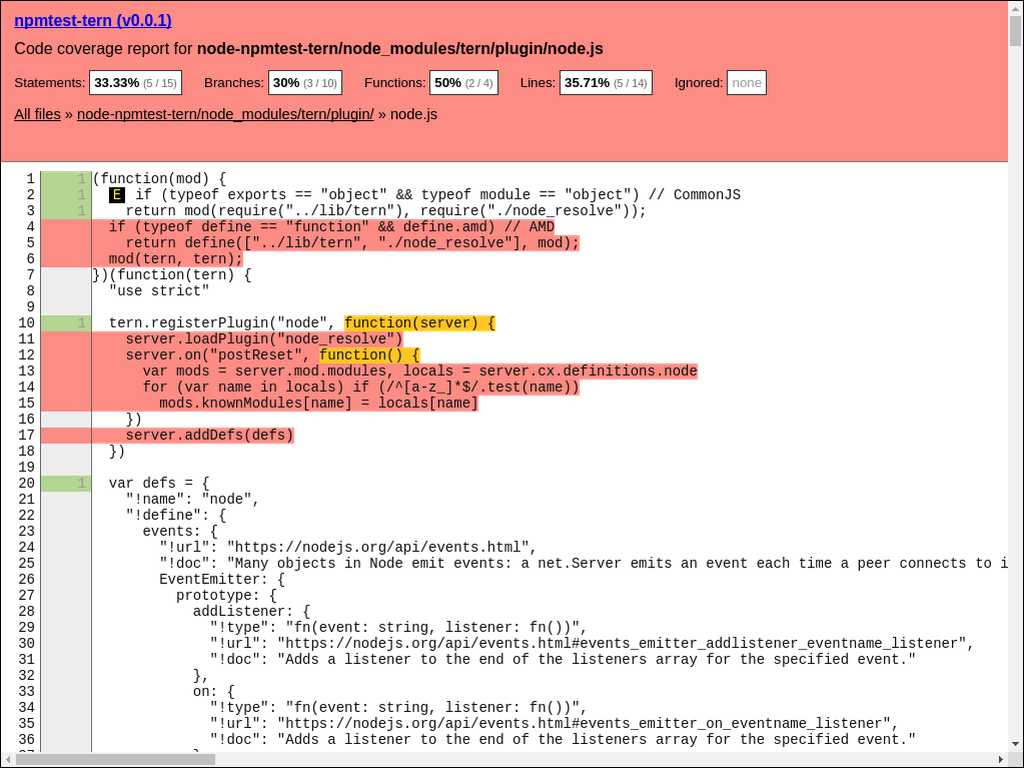 npmtest-tern (v0.0.1)
Code coverage report for node-npmtest-tern/node_modules/tern/plugin/node.js
Statements: 33.33% (5 / 15) Branches: 30% (3 / 10) Functions: 50% (2 / 4) Lines: 35.71% (5 / 14) Ignored: none
All files » node-npmtest-tern/node_modules/tern/plugin/ » node.js
1 1 (function(mod) {
2 1 E if (typeof exports == "object" && typeof module == "object") // CommonJS
3 1 return mod(require("../lib/tern"), require("./node_resolve"));
4 if (typeof define == "function" && define.amd) // AMD
5 return define(["../lib/tern", "./node_resolve"], mod);
6 mod(tern, tern);
7 })(function(tern) {
8 "use strict"
9
10 1 tern.registerPlugin("node", function(server) {
11 server.loadPlugin("node_resolve")
12 server.on("postReset", function() {
13 var mods = server.mod.modules, locals = server.cx.definitions.node
14 for (var name in locals) if (/^[a-z_]*$/.test(name))
15 mods.knownModules[name] = locals[name]
16 })
17 server.addDefs(defs)
18 })
19
20 1 var defs = {
21 "!name": "node",
22 "!define": {
23 events: {
24 "!url": "https://nodejs.org/api/events.html",
25 "!doc": "Many objects in Node emit events: a net.Server emits an event each time a peer connects to i
26 EventEmitter: {
27 prototype: {
28 addListener: {
29 "!type": "fn(event: string, listener: fn())",
30 "!url": "https://nodejs.org/api/events.html#events_emitter_addlistener_eventname_listener",
31 "!doc": "Adds a listener to the end of the listeners array for the specified event."
32 },
33 on: {
34 "!type": "fn(event: string, listener: fn())",
35 "!url": "https://nodejs.org/api/events.html#events_emitter_on_eventname_listener",
36 "!doc": "Adds a listener to the end of the listeners array for the specified event."